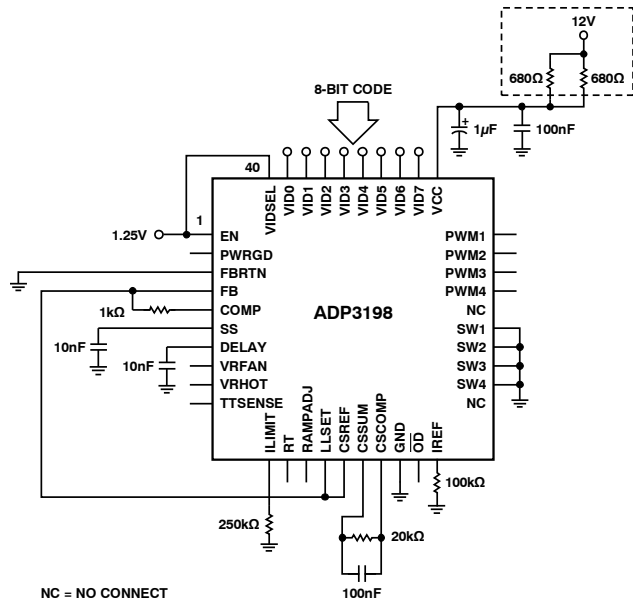 12V
680Ω
680Ω
8-BIT CODE
+
1µF
100nF
40
VIDSEL
VID0
VID1
VID2
VID3
VID4
VID5
VID6
VID7
VCC
1
1.25V
EN
PWRGD
FBRTN
FB
COMP
SS
DELAY
VRFAN
VRHOT
TTSENSE
1kΩ
10nF
10nF
ADP3198
PWM1
PWM2
PWM3
PWM4
NC
SW1
SW2
SW3
SW4
NC
ILIMIT
RT
RAMPADJ
LLSET
CSREF
CSSUM
CSCOMP
GND
OD
IREF
100kΩ
250kΩ
20kΩ
100nF
NC = NO CONNECT